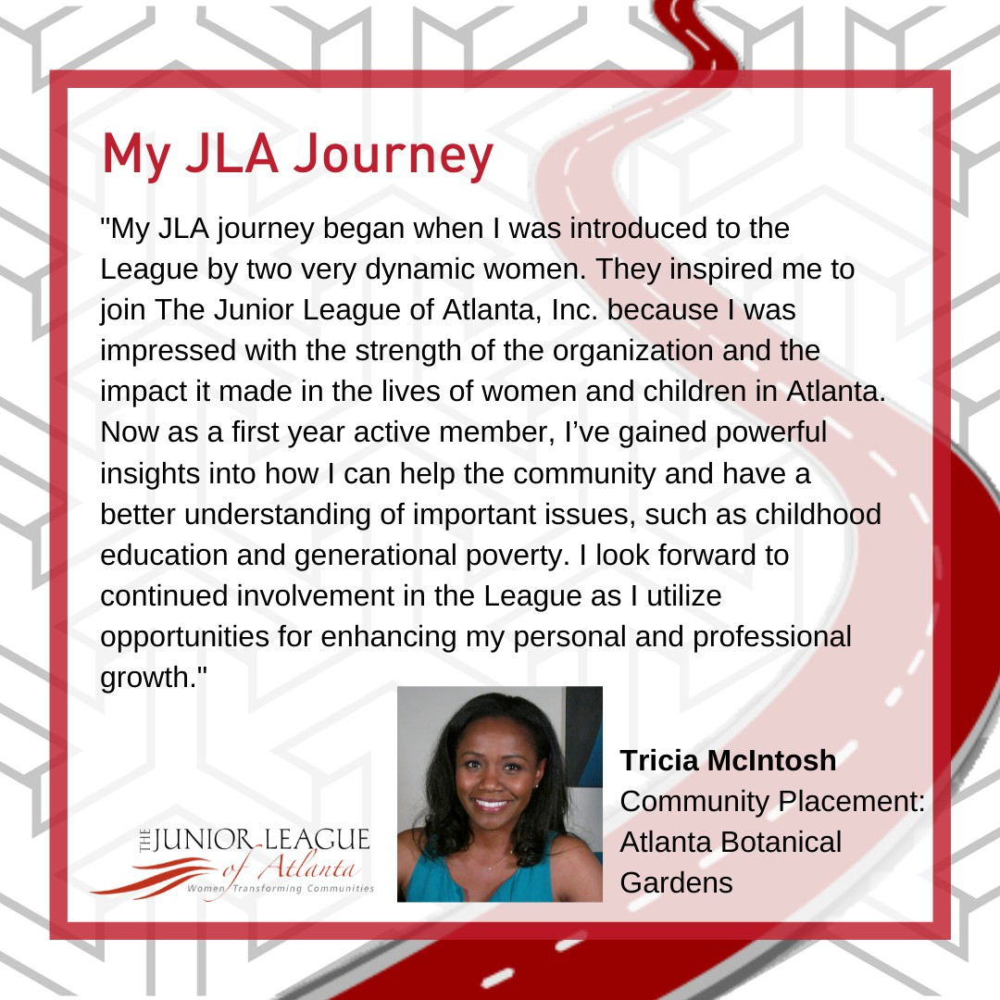 My JLA Journey
"My JLA journey began when I was introduced to the
League by two very dynamic women. They inspired me to
join The Junior League of Atlanta, Inc. because I was
impressed with the strength of the organization and the
impact it made in the lives of women and children in Atlanta.
Now as a first year active member, I’ve gained powerful
insights into how I can help the community and have a
better understanding of important issues, such as childhood
education and generational poverty. I look forward to
continued involvement in the League as I utilize
opportunities for enhancing my personal and professional
growth."
Tricia McIntosh
Community Placement:
Atlanta Botanical
Gardens
THE JUNIOR LEAGUE
of Atlanta
Women Transforming Communities